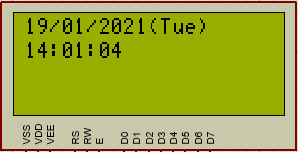 19/01/2021(Tue)
14:01:04
VSS VDD VEE RS RW E D0 D1 D2 D3 D4 D5 D6 D7